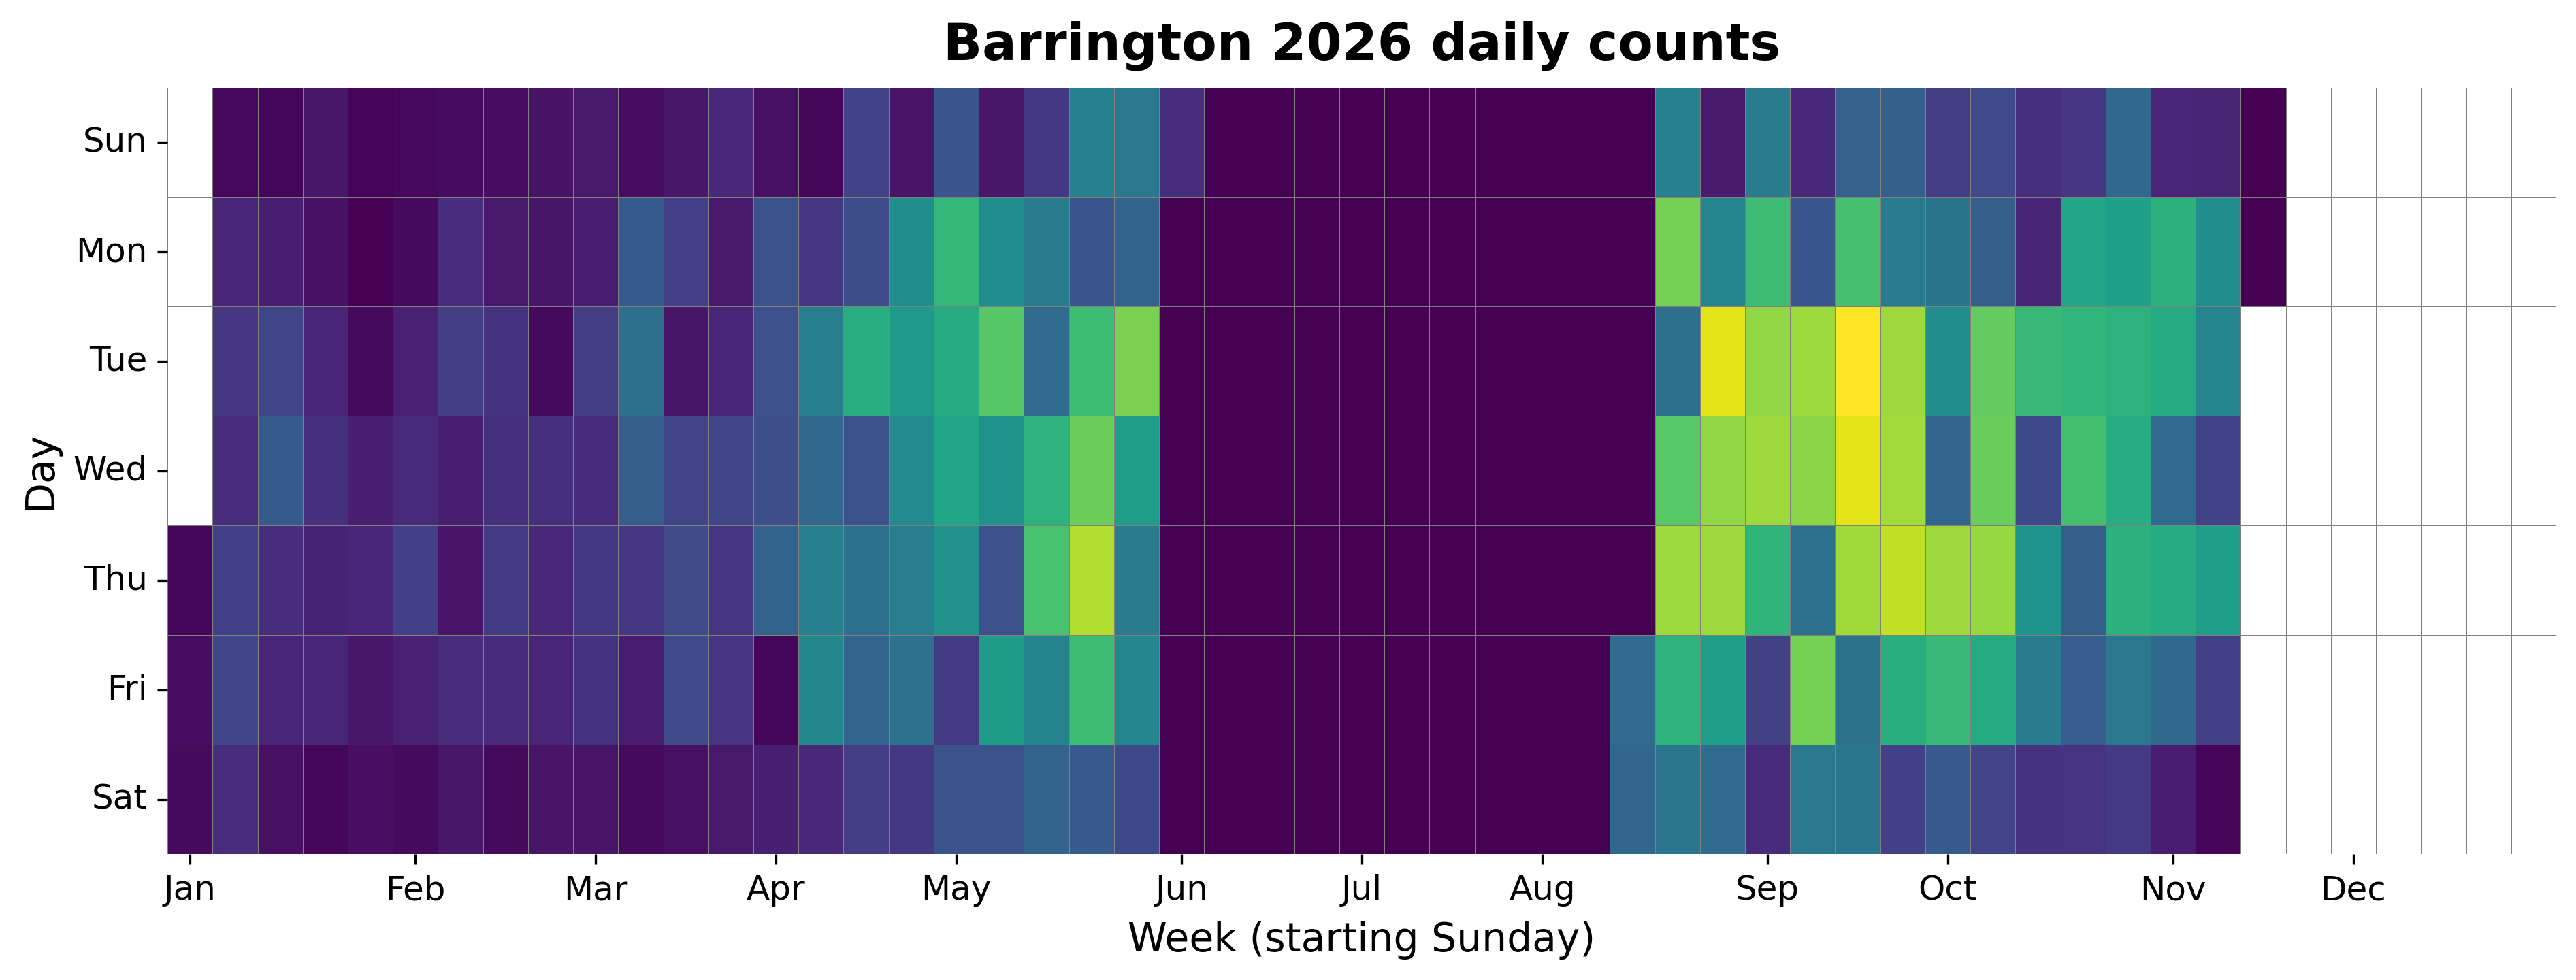 Barrington 2026 daily counts
Day
Sun
Mon
Tue
Wed
Thu
Fri
Sat
Jan Feb Mar Apr May Jun Jul Aug Sep Oct Nov Dec
Week (starting Sunday)